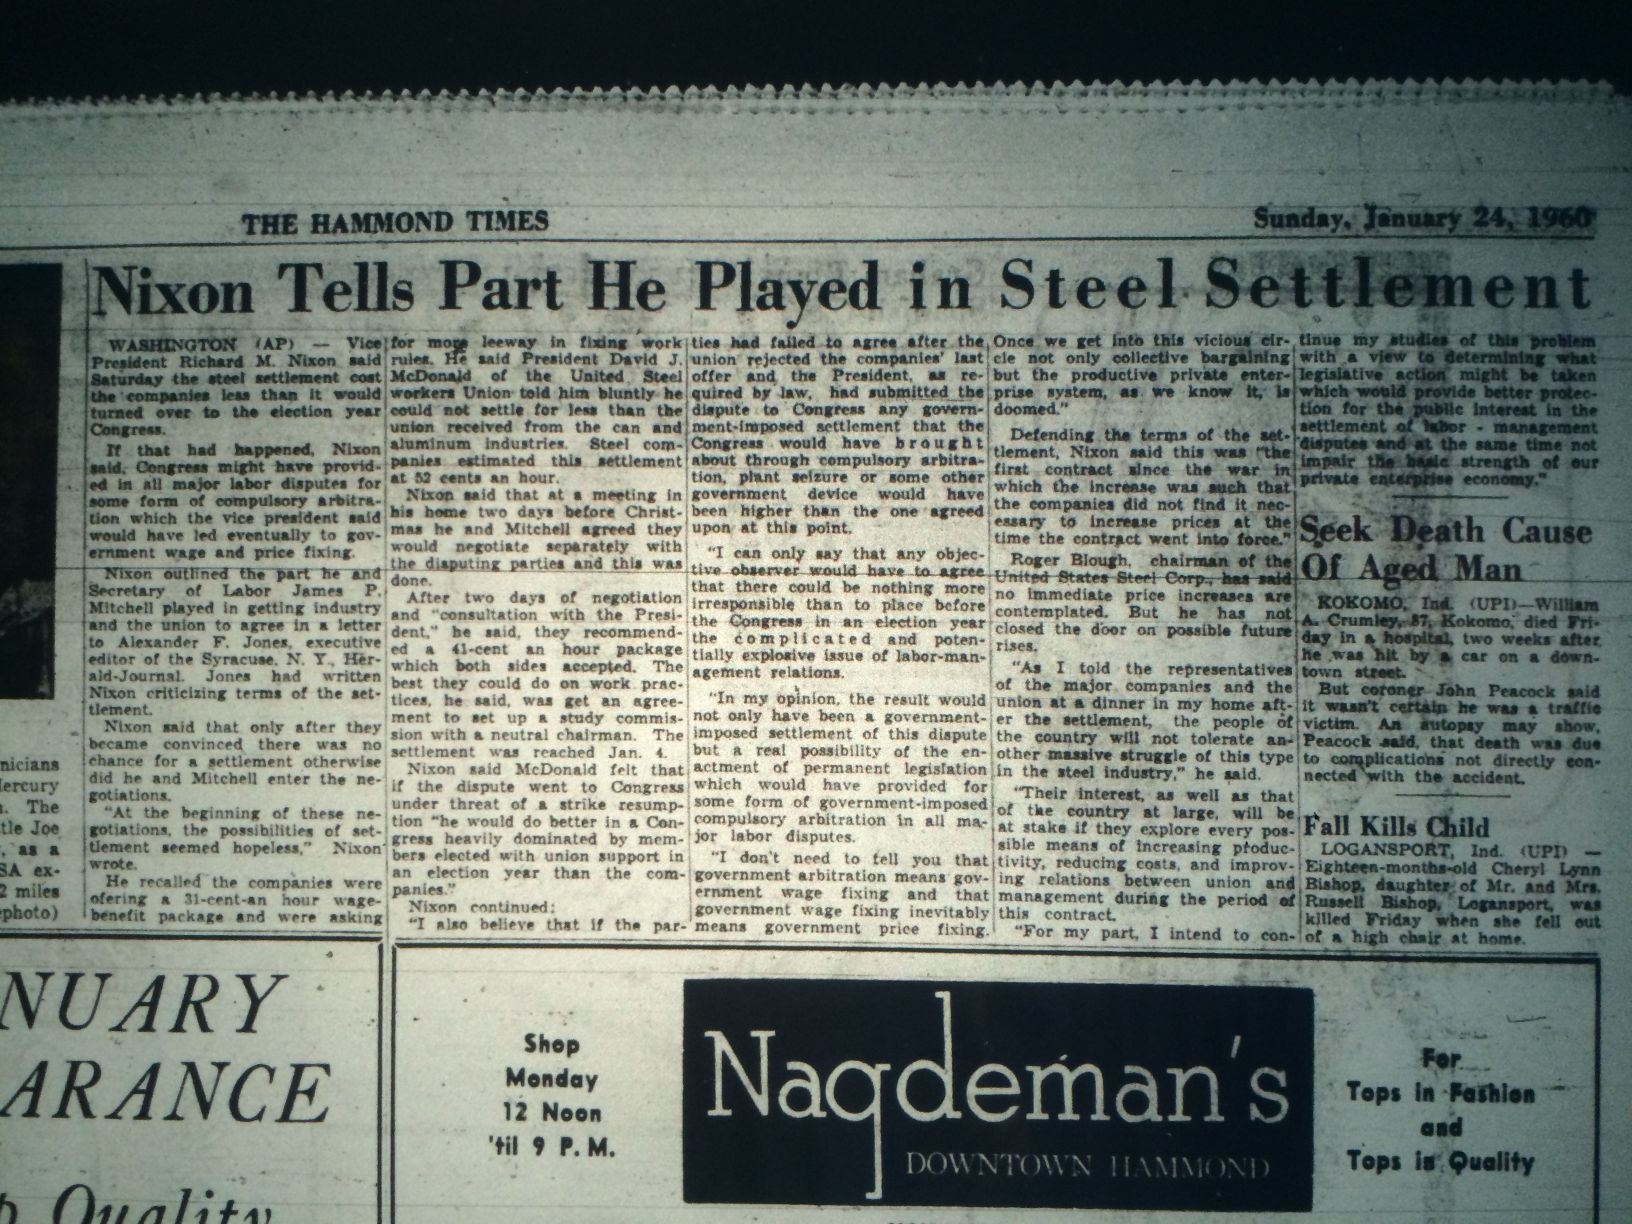 THE HAMMOND TIMES
Sunday, January 24, 1960
Nixon Tells Part He Played in Steel Settlement
WASHINGTON (AP) — Vice
President Richard M. Nixon said
Saturday the steel settlement cost
the companies less than it would
turned over to the election year
Congress.
If that had happened, Nixon
said, Congress might have provid-
ed in all major labor disputes for
some form of compulsory arbitra-
tion which the vice president said
would have led eventually to gov-
ernment wage and price fixing.
Nixon outlined the part he and
Secretary of Labor James P.
Mitchell played in getting industry
and the union to agree in a letter
to Alexander F. Jones, executive
editor of the Syracuse, N. Y., Her-
ald-Journal. Jones had written
Nixon criticizing terms of the set-
tlement.
Nixon said that only after they
became convinced there was no
chance for a settlement otherwise
did he and Mitchell enter the ne-
gotiations.
"At the beginning of these ne-
gotiations, the possibilities of set-
tlement seemed hopeless," Nixon
wrote.
He recalled the companies were
ofering a 31-cent-an hour wage-
benefit package and were asking
for more leeway in fixing work
rules. He said President David J.
McDonald of the United Steel
workers Union told him bluntly he
could not settle for less than the
union received from the can and
aluminum industries. Steel com-
panies estimated this settlement
at 52 cents an hour.
Nixon said that at a meeting in
his home two days before Christ-
mas he and Mitchell agreed they
would negotiate separately with
the disputing parties and this was
done.
After two days of negotiation
and "consultation with the Presi-
dent," he said, they recommend-
ed a 41-cent an hour package
which both sides accepted. The
best they could do on work prac-
tices, he said, was get an agree-
ment to set up a study commis-
sion with a neutral chairman. The
settlement was reached Jan. 4.
Nixon said McDonald felt that
if the dispute went to Congress
under threat of a strike resump-
tion "he would do better in a Con-
gress heavily dominated by mem-
bers elected with union support in
an election year than the com-
panies."
Nixon continued:
"I also believe that if the par-
ties had failed to agree after the
union rejected the companies' last
offer and the President, as re-
quired by law, had submitted the
dispute to Congress any govern-
ment-imposed settlement that the
Congress would have brought
about through compulsory arbitra-
tion, plant seizure or some other
government device would have
been higher than the one agreed
upon at this point.
"I can only say that any objec-
tive observer would have to agree
that there could be nothing more
irresponsible than to place before
the Congress in an election year
the complicated and poten-
tially explosive issue of labor-man-
agement relations.
"In my opinion, the result would
not only have been a government-
imposed settlement of this dispute
but a real possibility of the en-
actment of permanent legislation
which would have provided for
some form of government-imposed
compulsory arbitration in all ma-
jor labor disputes.
"I don't need to tell you that
government arbitration means gov-
ernment wage fixing and that
government wage fixing inevitably
means government price fixing.
Once we get into this vicious cir-
cle not only collective bargaining
but the productive private enter-
prise system, as we know it, is
doomed."
Defending the terms of the set-
tlement, Nixon said this was "the
first contract since the war in
which the increase was such that
the companies did not find it nec-
essary to increase prices at the
time the contract went into force."
Roger Blough, chairman of the
United States Steel Corp., has said
no immediate price increases are
contemplated. But he has not
closed the door on possible future
rises.
"As I told the representatives
of the major companies and the
union at a dinner in my home aft-
er the settlement, the people of
the country will not tolerate an-
other massive struggle of this type
in the steel industry," he said.
"Their interest, as well as that
of the country at large, will be
at stake if they explore every pos-
sible means of increasing produc-
tivity, reducing costs, and improv-
ing relations between union and
management during the period of
this contract.
"For my part, I intend to con-
tinue my studies of this problem
with a view to determining what
legislative action might be taken
which would provide better protec-
tion for the public interest in the
settlement of labor - management
disputes and at the same time not
impair the basic strength of our
private enterprise economy."
Seek Death Cause
Of Aged Man
KOKOMO, Ind. (UPI)—William
A. Crumley, 87, Kokomo, died Fri-
day in a hospital, two weeks after
he was hit by a car on a down-
town street.
But coroner John Peacock said
it wasn't certain he was a traffic
victim. An autopsy may show,
Peacock said, that death was due
to complications not directly con-
nected with the accident.
Fall Kills Child
LOGANSPORT, Ind. (UPI) —
Eighteen-months-old Cheryl Lynn
Bishop, daughter of Mr. and Mrs.
Russell Bishop, Logansport, was
killed Friday when she fell out
of a high chair at home.
nicians
ercury
. The
tle Joe
, as a
SA ex-
2 miles
photo)
NUARY
ARANCE
Quality
Shop
Monday
12 Noon
'til 9 P.M.
Naqdeman's
DOWNTOWN HAMMOND
For
Tops in Fashion
and
Tops in Quality